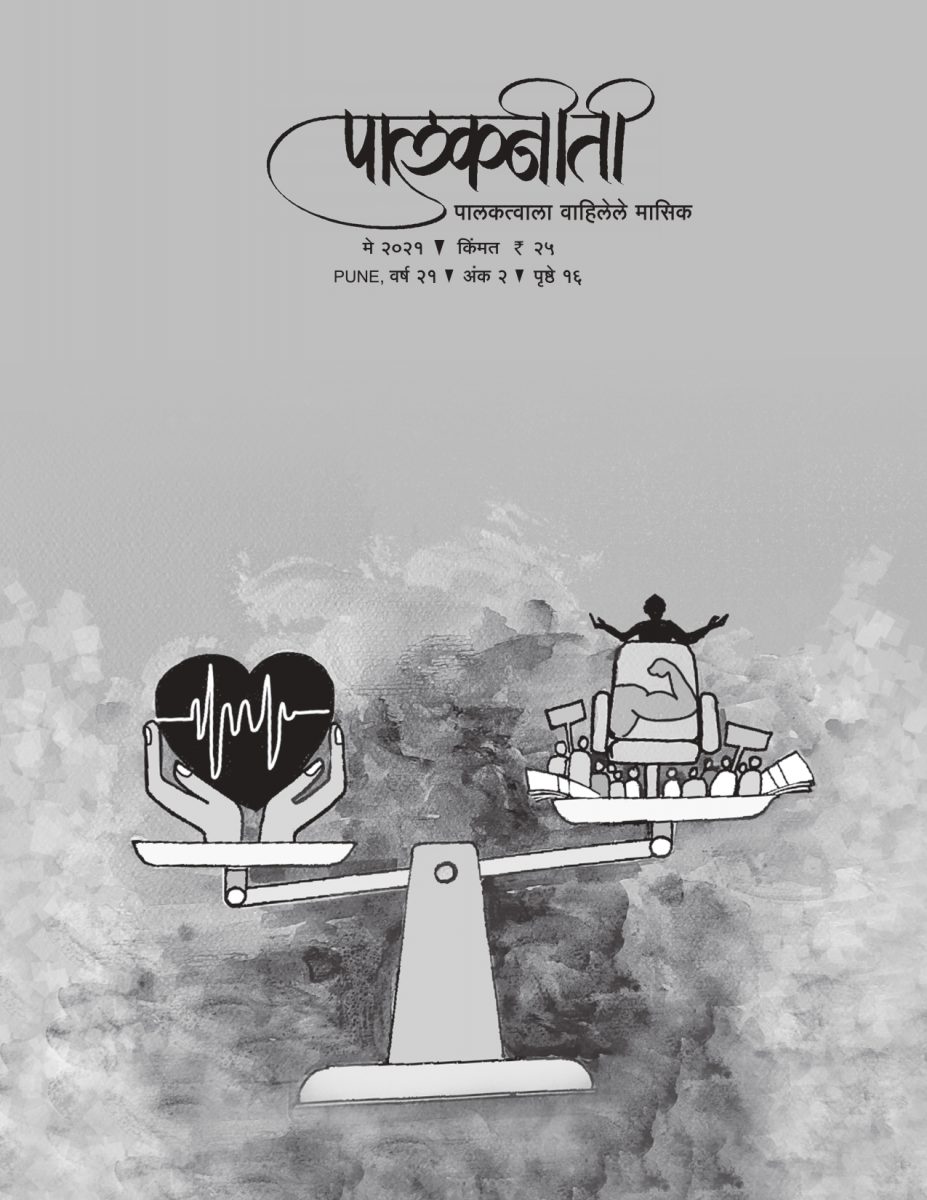 पालकनीती
पालकत्वाला वाहिलेले मासिक
मे २०२१ ▼ किंमत ₹ २५
PUNE, वर्ष २१ ▼ अंक २ ▼ पृष्ठे १६